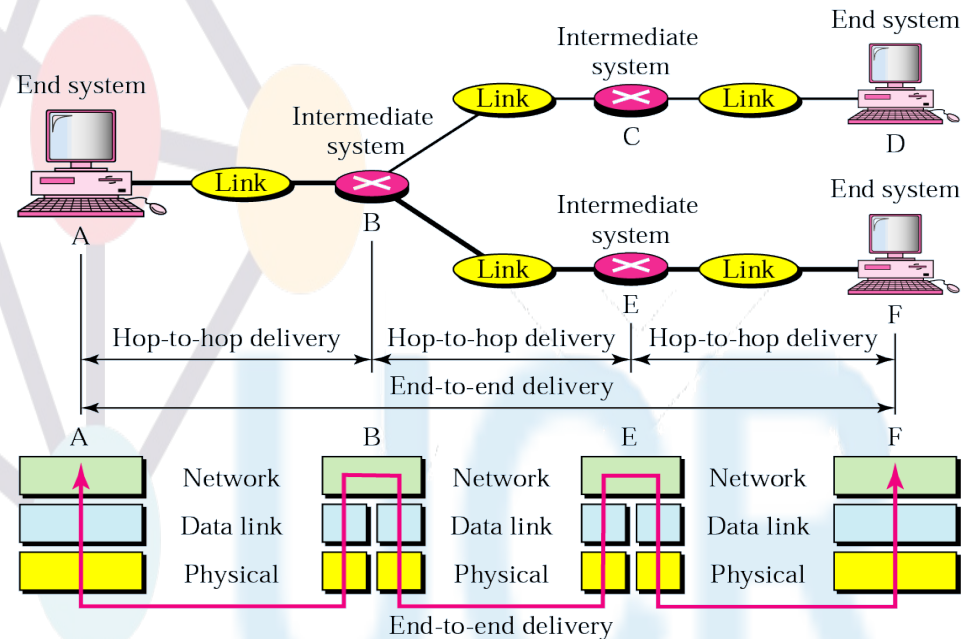 End system
Intermediate
system
End system
Link
Link
C
D
Intermediate
system
Link
B
A
Intermediate
system
End system
Link
Link
E
F
Hop-to-hop delivery
Hop-to-hop delivery
Hop-to-hop delivery
End-to-end delivery
A
B
E
F
Network
Network
Network
Data link
Data link
Data link
Physical
Physical
Physical
End-to-end delivery
UCR